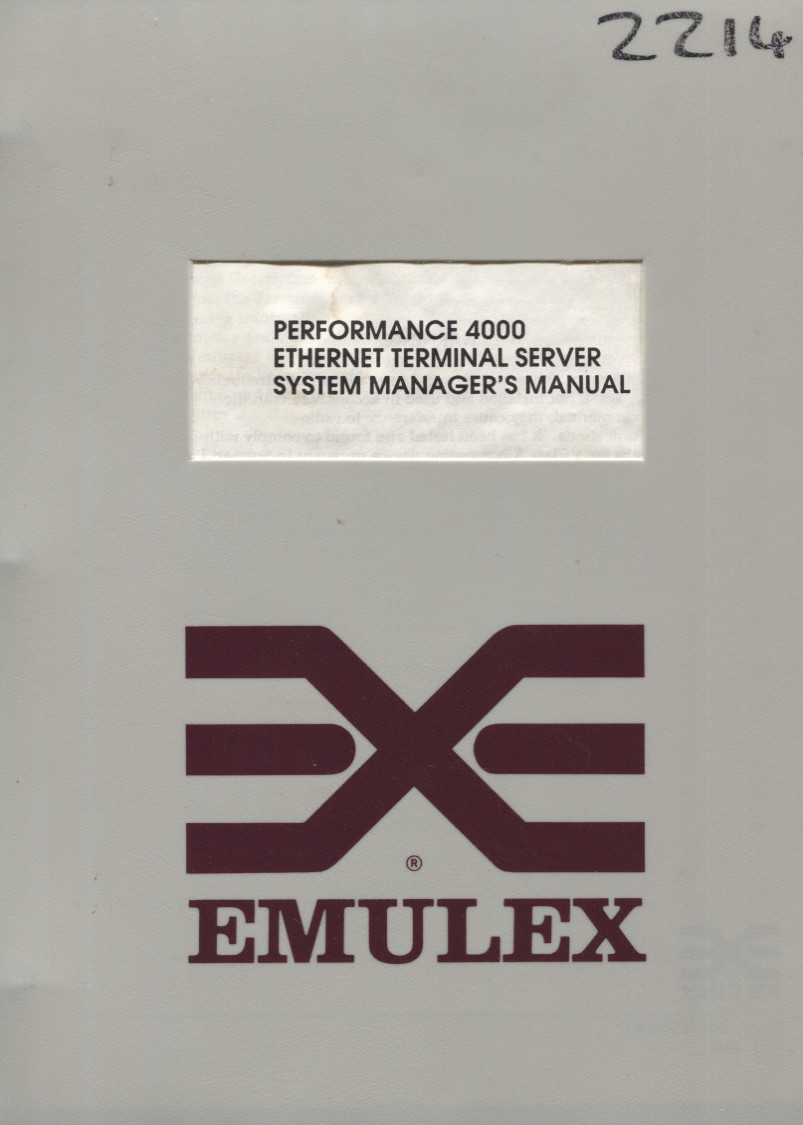 2214
PERFORMANCE 4000
ETHERNET TERMINAL SERVER
SYSTEM MANAGER'S MANUAL
®
EMULEX